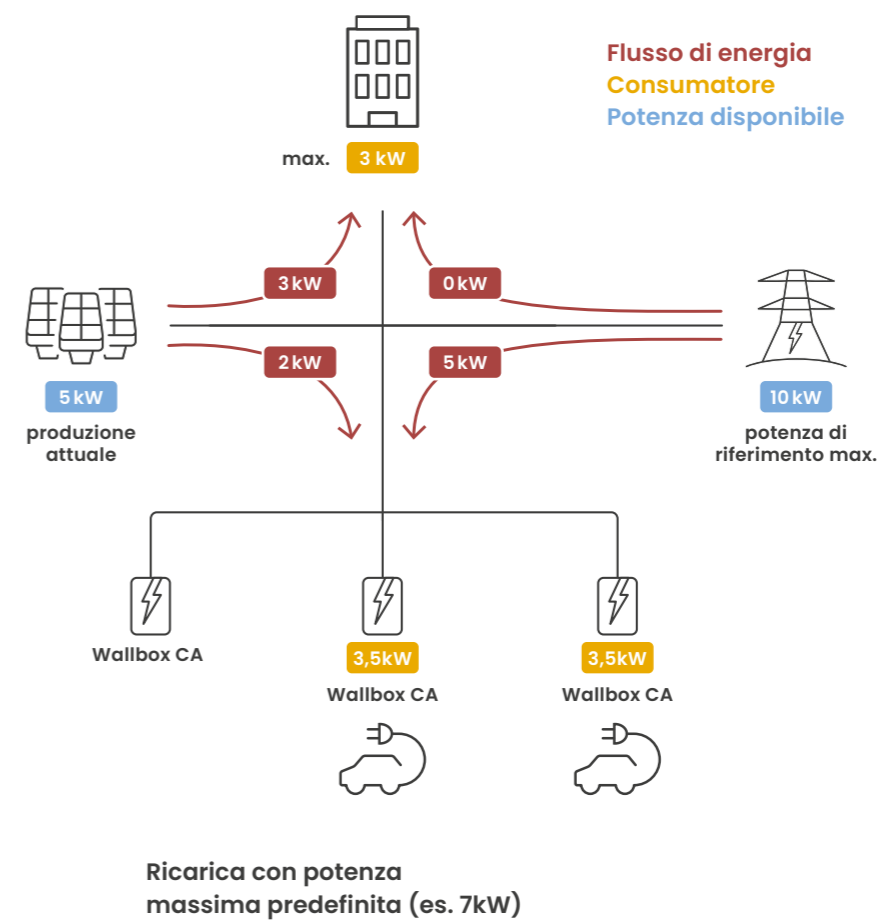 Flusso di energia
Consumatore
Potenza disponibile
max.
3 kW
3 kW
0 kW
2 kW
5 kW
5 kW
produzione
attuale
10 kW
potenza di
riferimento max.
Wallbox CA
3,5kW
Wallbox CA
3,5kW
Wallbox CA
Ricarica con potenza
massima predefinita (es. 7kW)